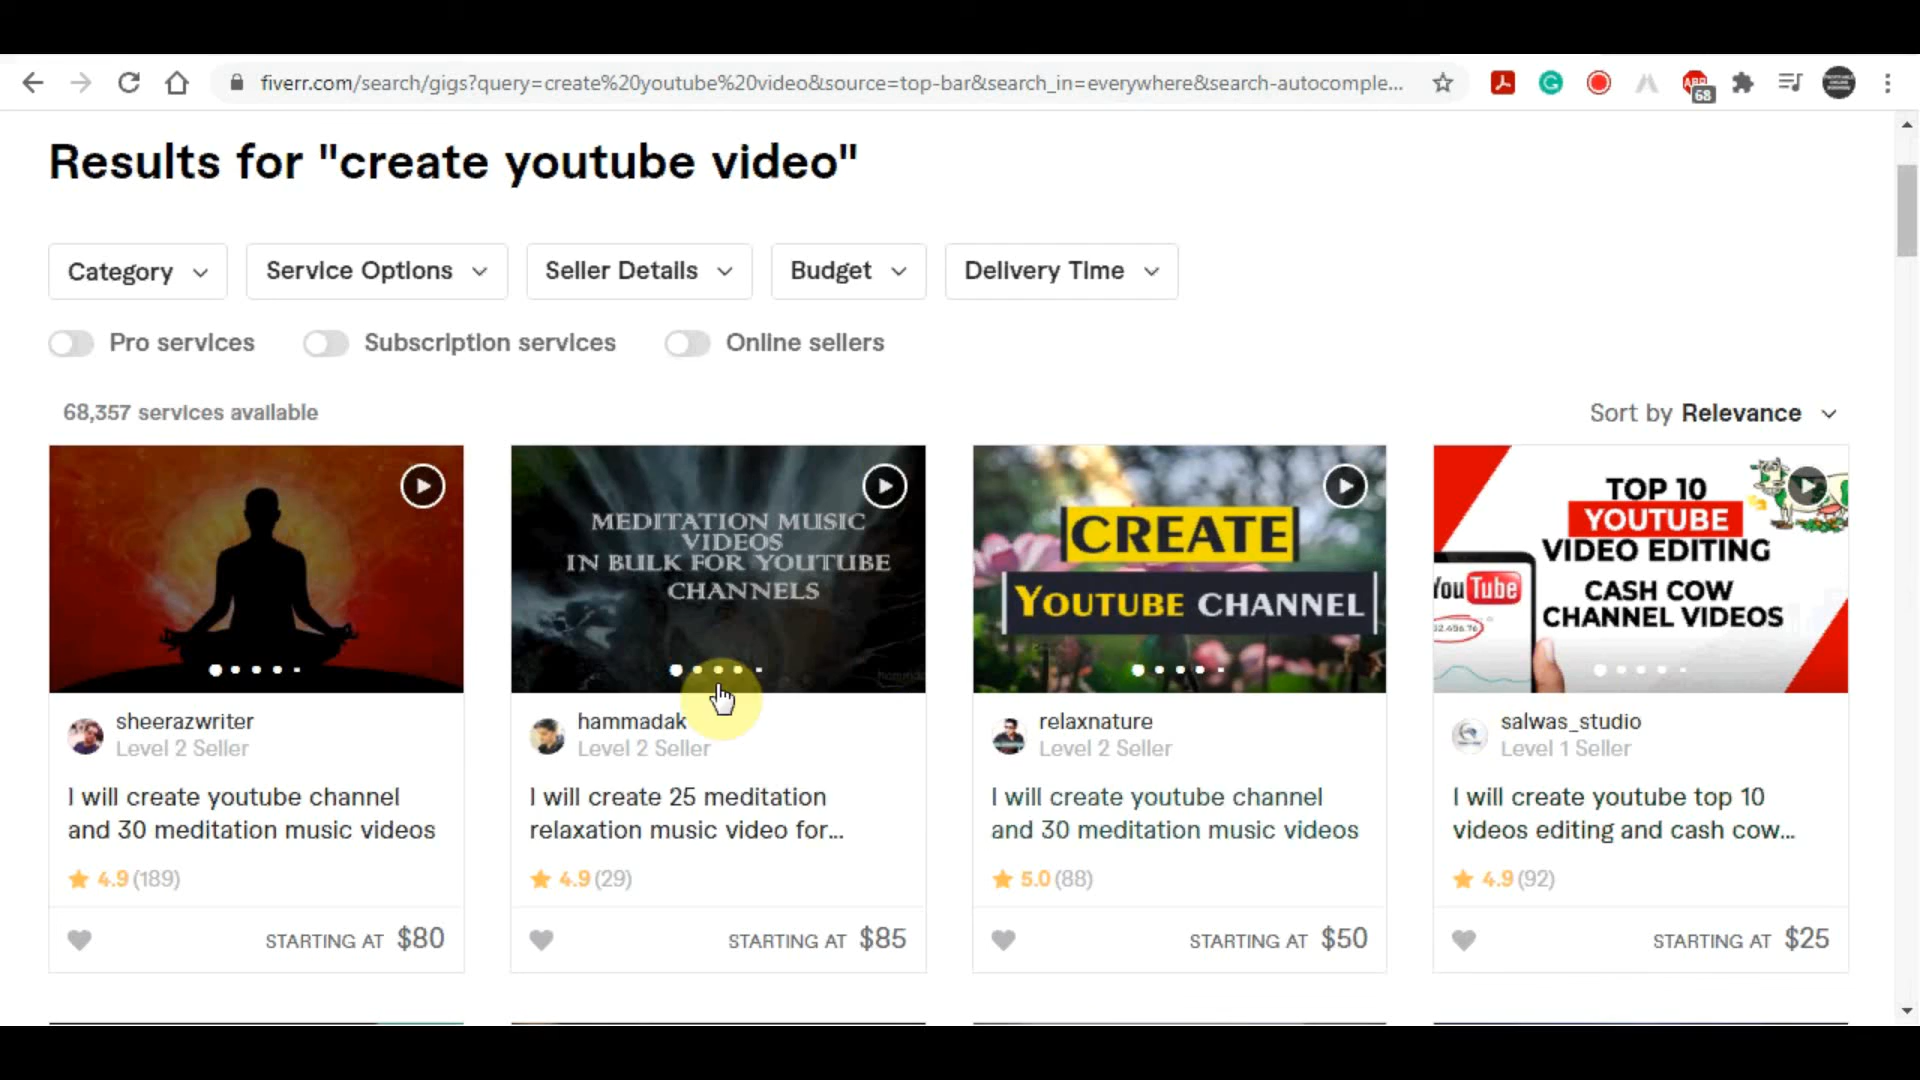 fiverr.com/search/gigs?query=create%20youtube%20video&source=top-bar&search_in=everywhere&search-autocomple...
ABP
68
Results for "create youtube video"
Category
Service Options
Seller Details
Budget
Delivery Time
Pro services
Subscription services
Online sellers
68,357 services available
Sort by Relevance
MEDITATION MUSIC
VIDEOS
IN BULK FOR YOUTUBE
CHANNELS
CREATE
YOUTUBE CHANNEL
TOP 10
YOUTUBE
VIDEO EDITING
CASH COW
CHANNEL VIDEOS
You Tube
sheerazwriter
Level 2 Seller
hammadak
Level 2 Seller
relaxnature
Level 2 Seller
salwas_studio
Level 1 Seller
I will create youtube channel
and 30 meditation music videos
I will create 25 meditation
relaxation music video for...
I will create youtube channel
and 30 meditation music videos
I will create youtube top 10
videos editing and cash cow...
4.9 (189)
4.9 (29)
5.0 (88)
4.9 (92)
STARTING AT $80
STARTING AT $85
STARTING AT $50
STARTING AT $25